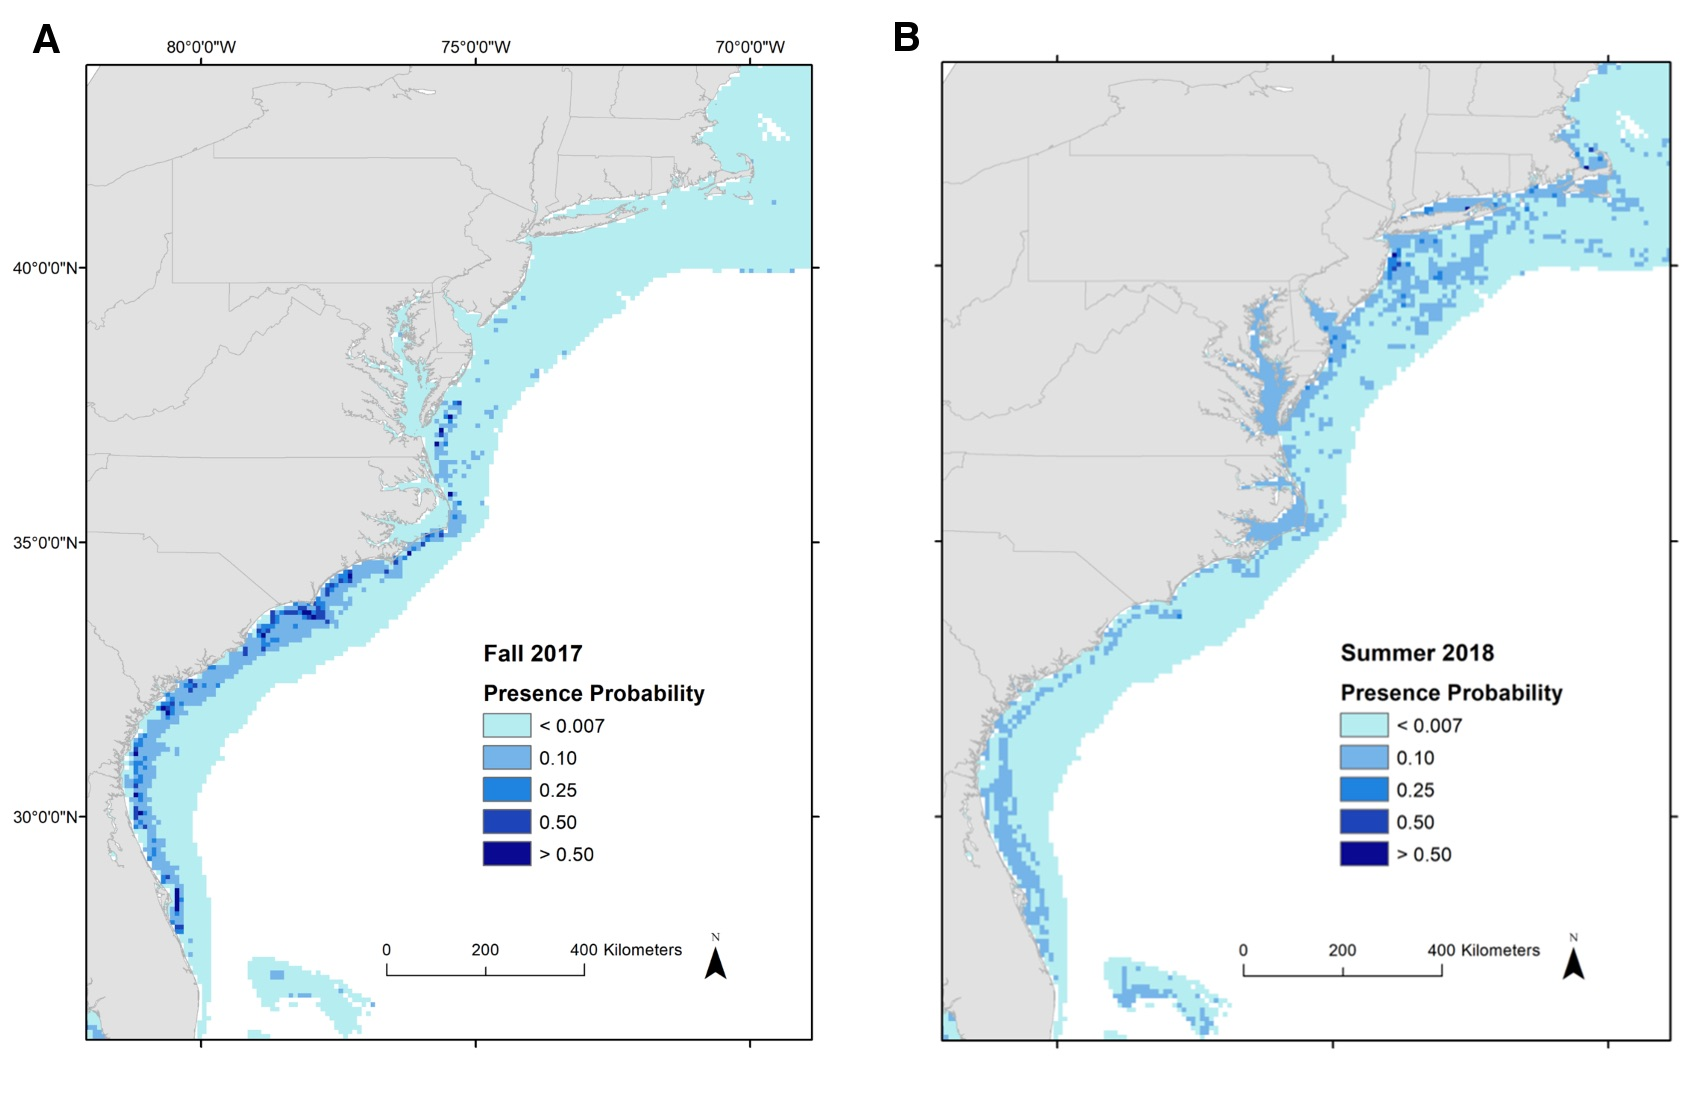 A
B
80°0'0"W
75°0'0"W
70°0'0"W
40°0'0"N
35°0'0"N
30°0'0"N
Fall 2017
Presence Probability
< 0.007
0.10
0.25
0.50
> 0.50
0 200 400 Kilometers
N
Summer 2018
Presence Probability
< 0.007
0.10
0.25
0.50
> 0.50
0 200 400 Kilometers
N